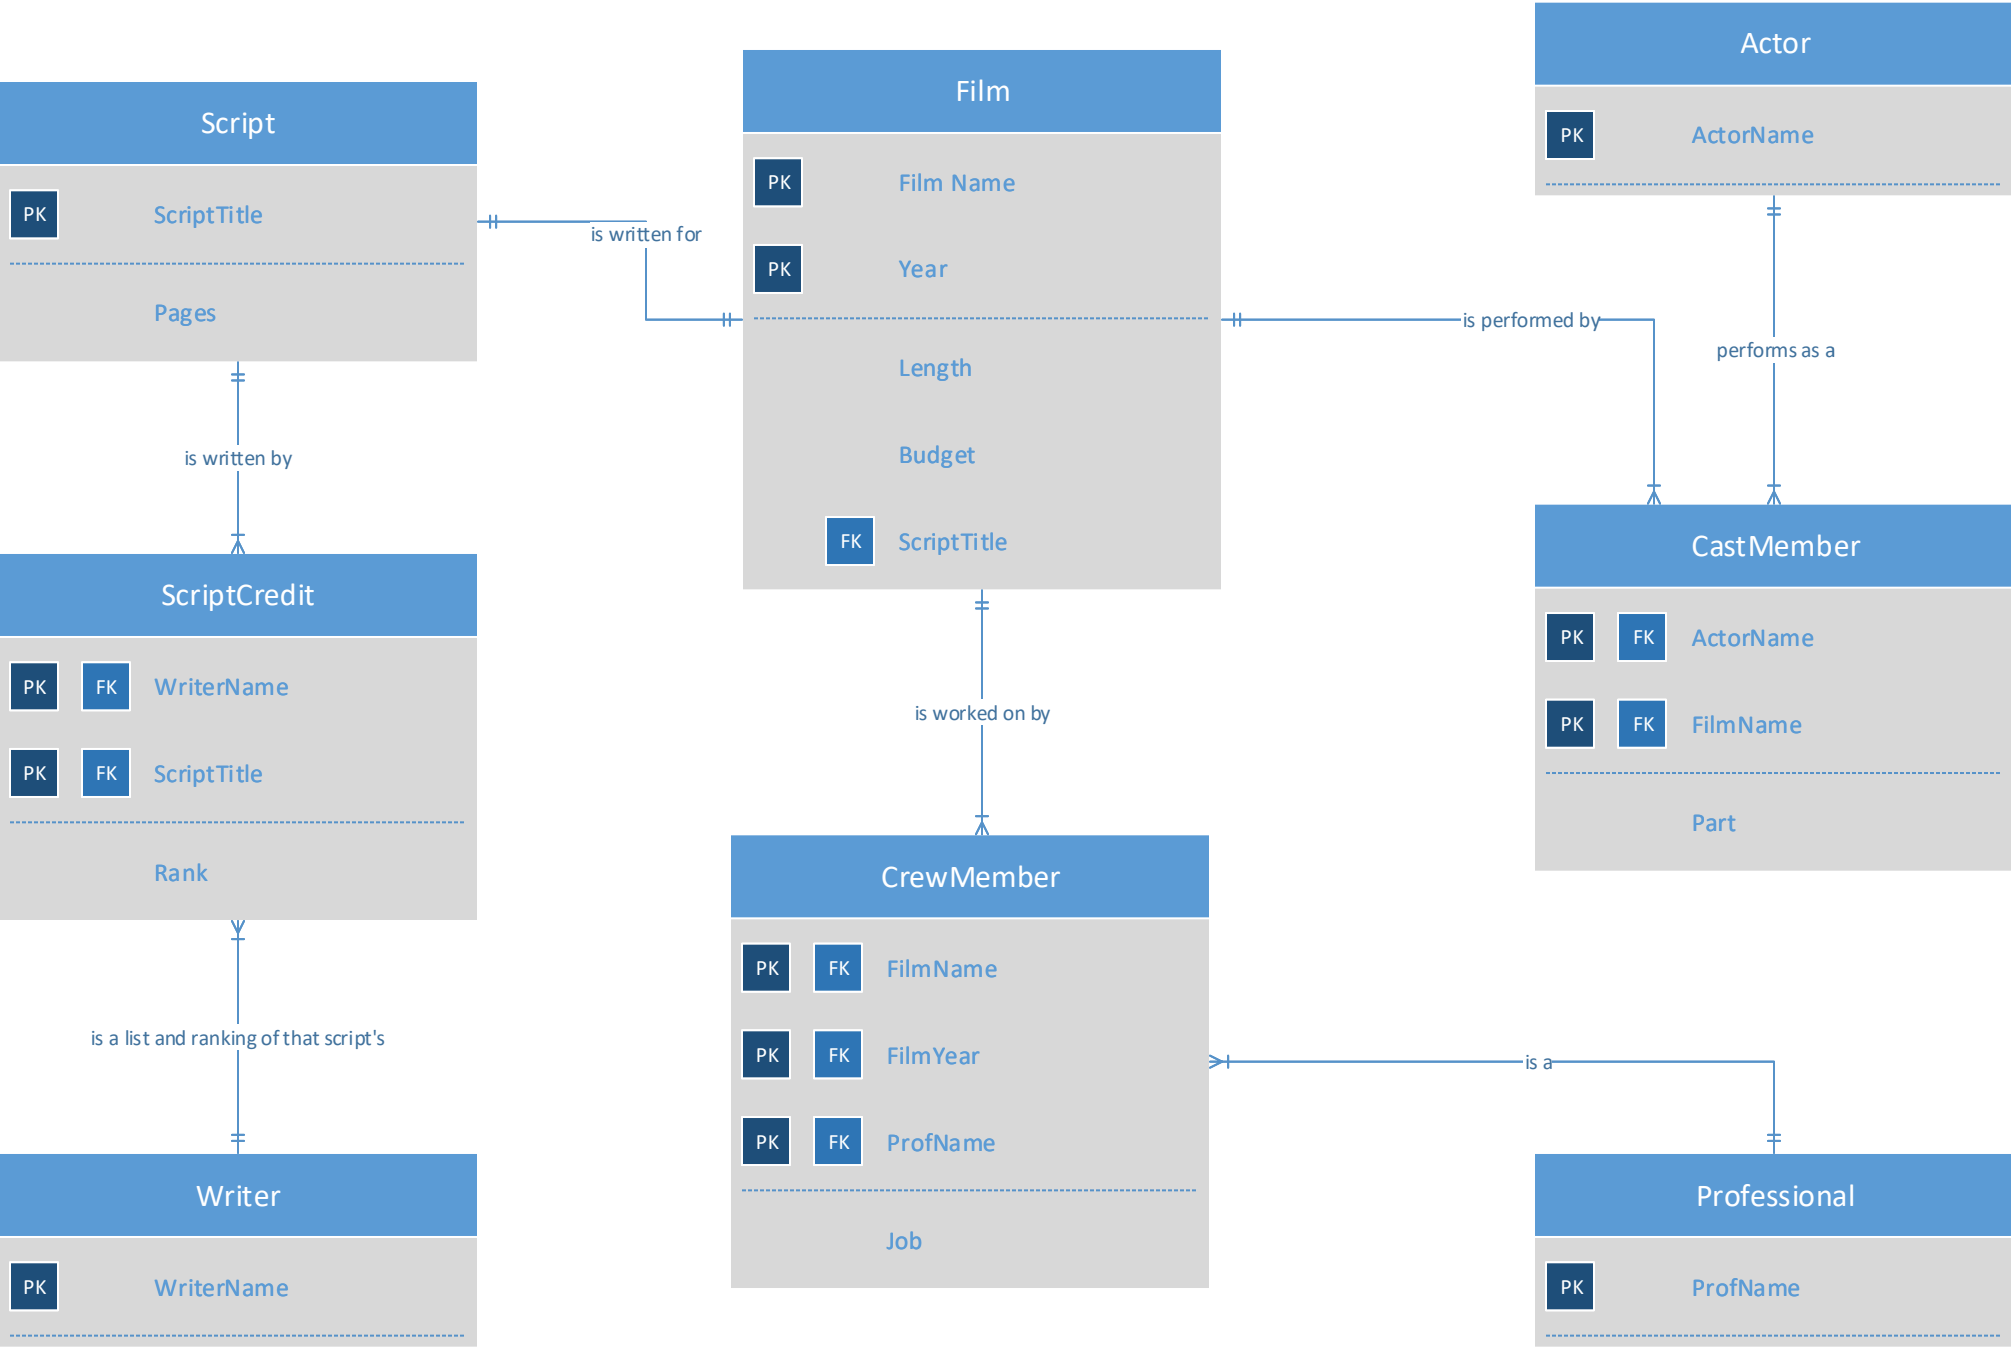 Script
PK ScriptTitle
Pages
is written by
ScriptCredit
PK FK WriterName
PK FK ScriptTitle
Rank
is a list and ranking of that script's
Writer
PK WriterName
is written for
Film
PK Film Name
PK Year
Length
Budget
FK ScriptTitle
is worked on by
CrewMember
PK FK FilmName
PK FK FilmYear
PK FK ProfName
Job
is performed by
Actor
PK ActorName
performs as a
CastMember
PK FK ActorName
PK FK FilmName
Part
is a
Professional
PK ProfName